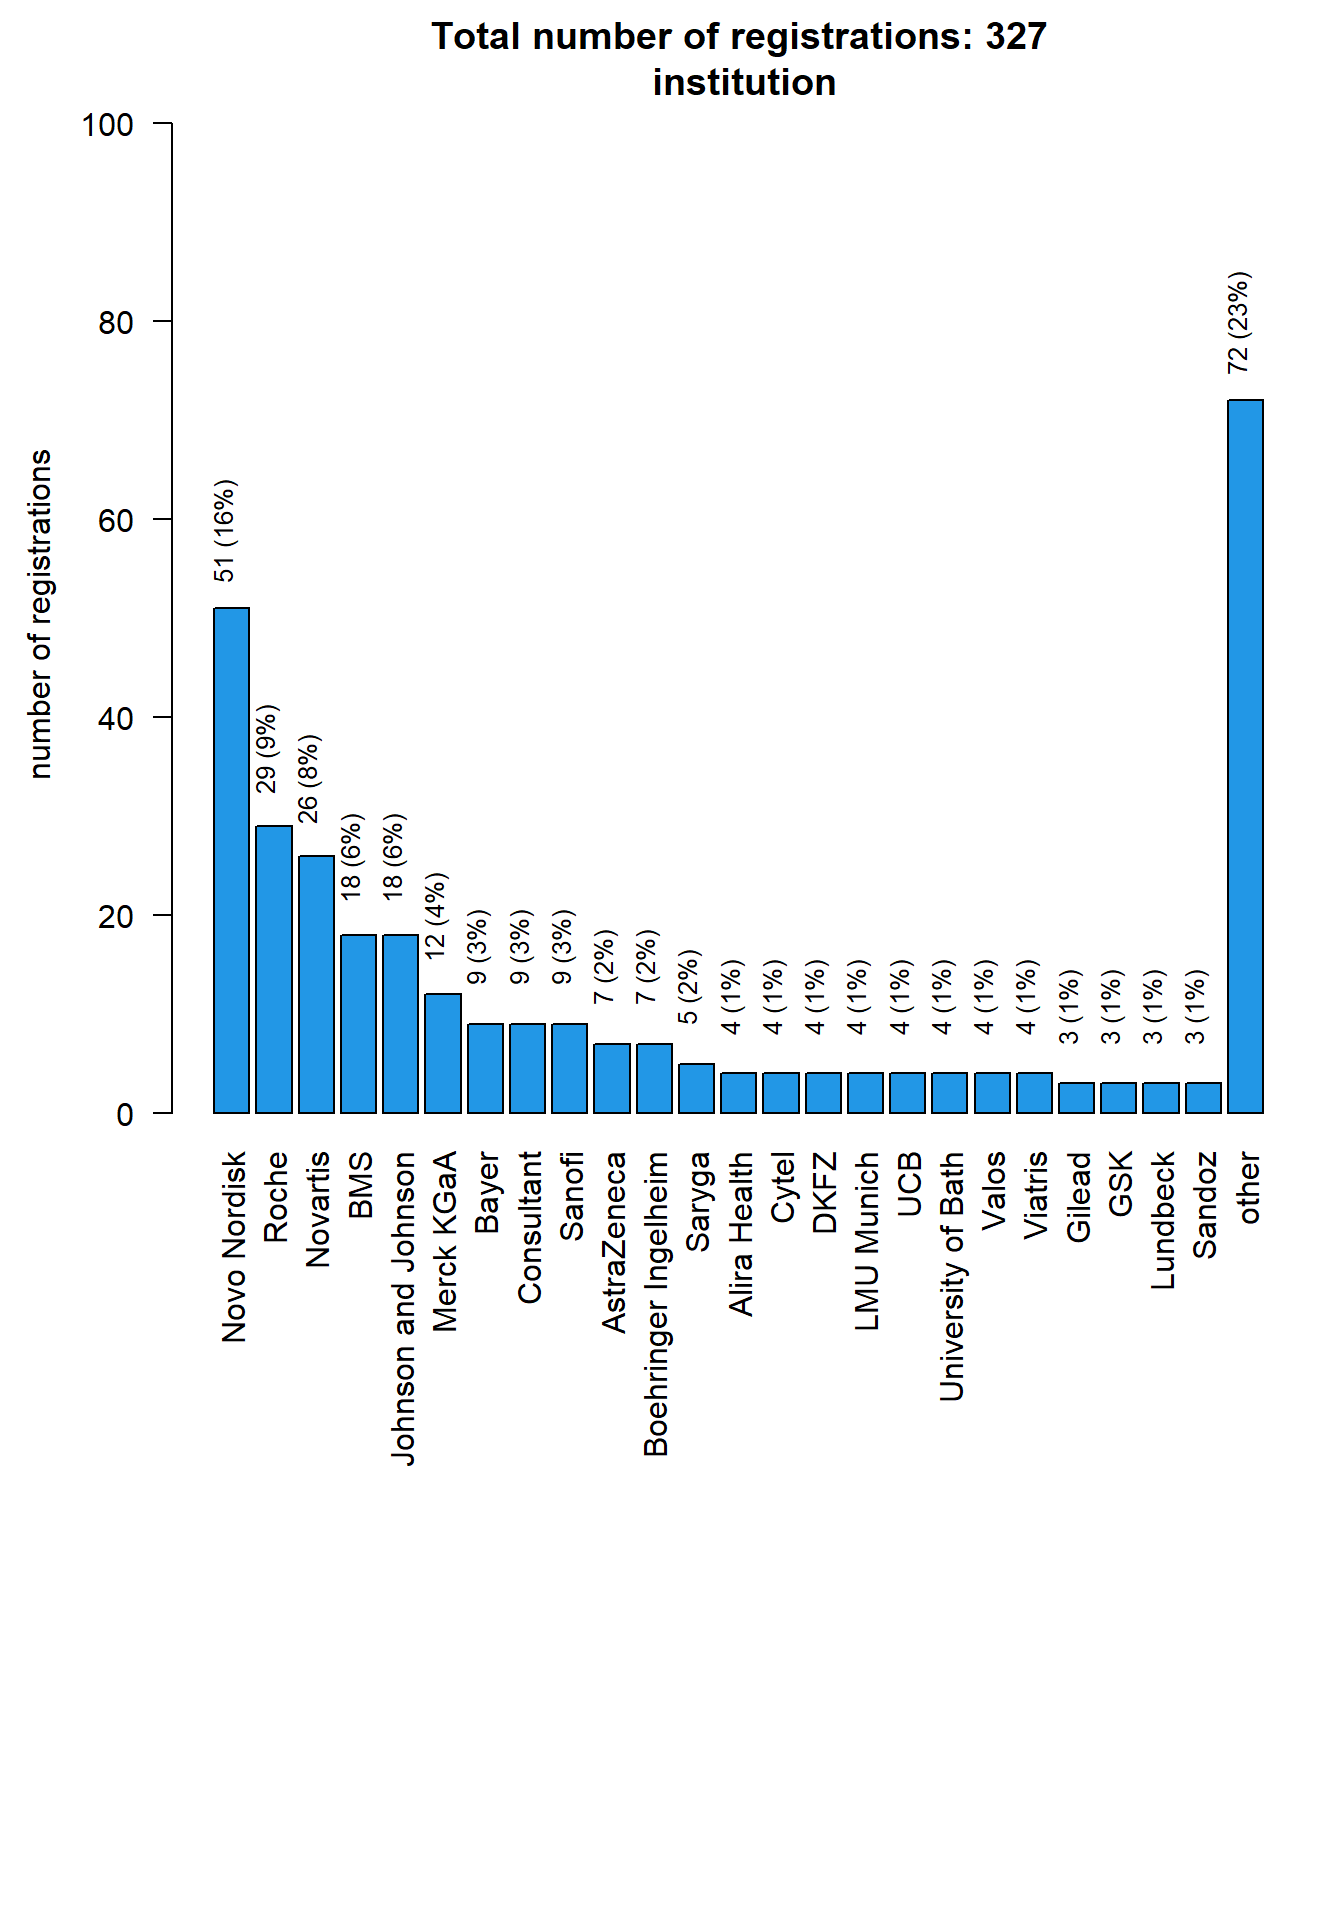 Total number of registrations: 327
institution
number of registrations
100
80
60
40
20
0
51 (16%)
29 (9%)
26 (8%)
18 (6%)
18 (6%)
12 (4%)
9 (3%)
9 (3%)
9 (3%)
7 (2%)
7 (2%)
5 (2%)
4 (1%)
4 (1%)
4 (1%)
4 (1%)
4 (1%)
4 (1%)
4 (1%)
4 (1%)
3 (1%)
3 (1%)
3 (1%)
3 (1%)
72 (23%)
Novo Nordisk
Roche
Novartis
BMS
Johnson and Johnson
Merck KGaA
Bayer
Consultant
Sanofi
AstraZeneca
Boehringer Ingelheim
Saryga
Alira Health
Cytel
DKFZ
LMU Munich
UCB
University of Bath
Valos
Viatris
Gilead
GSK
Lundbeck
Sandoz
other